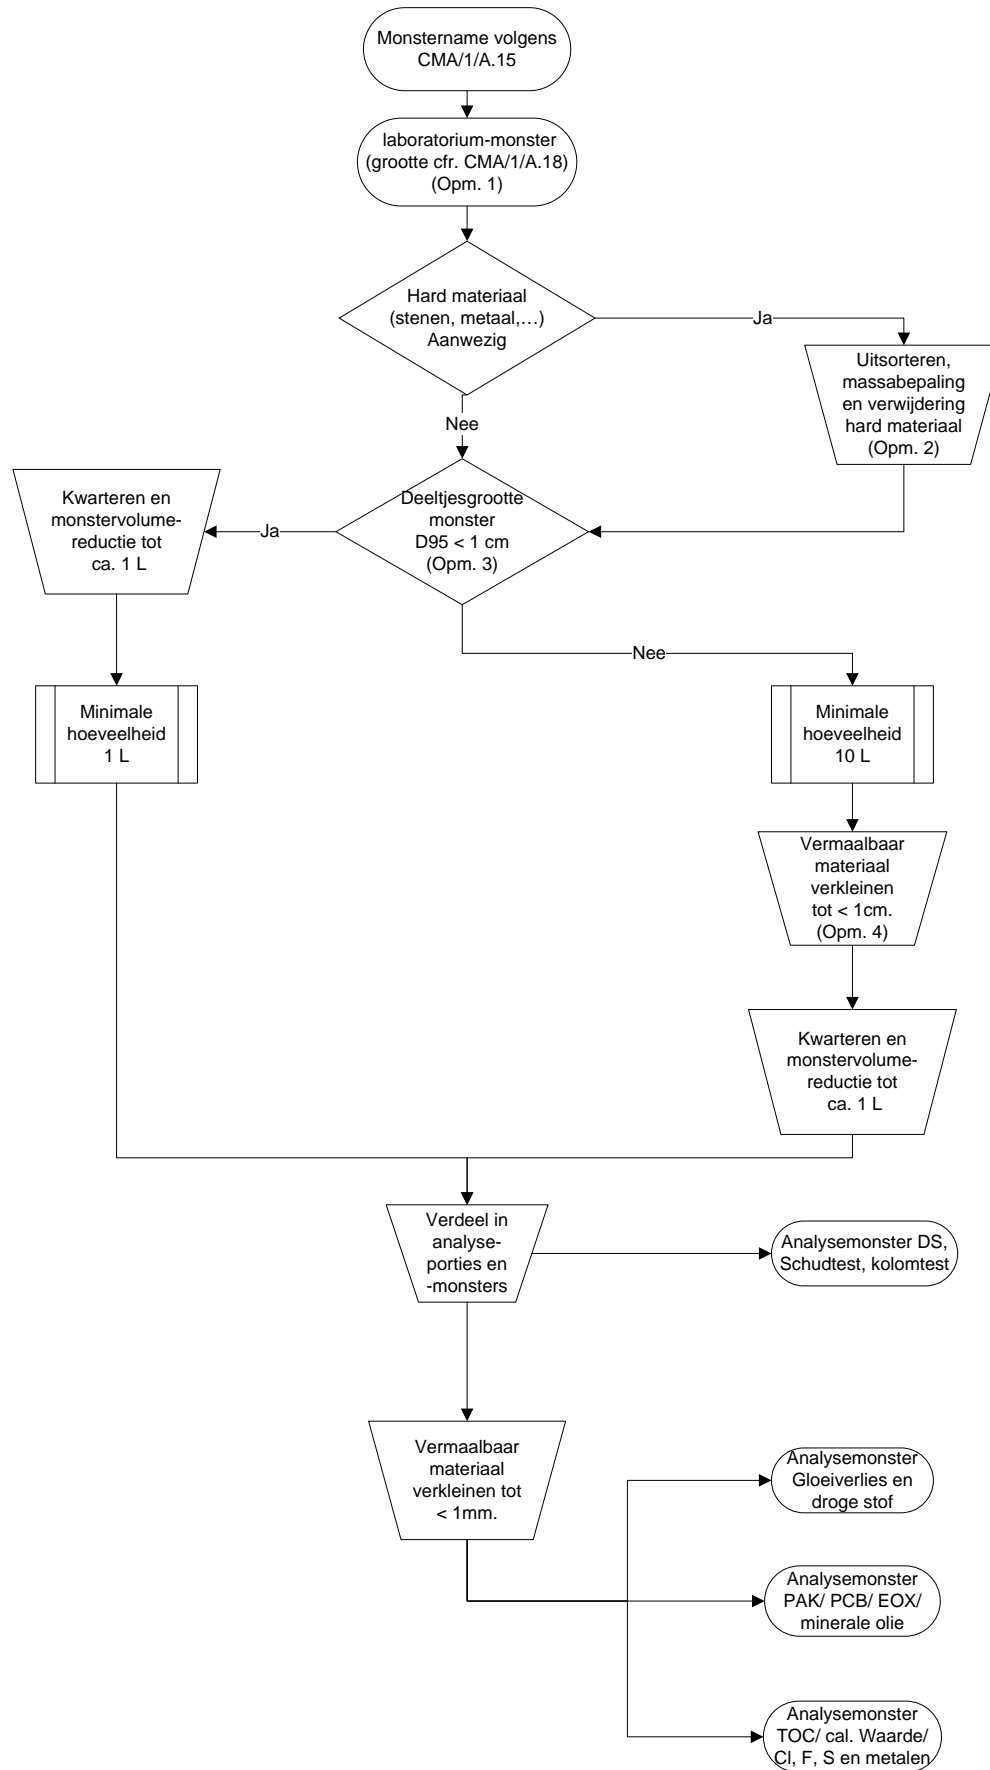 Monstername volgens
CMA/1/A.15
laboratorium-monster
(grootte cfr. CMA/1/A.18)
(Opm. 1)
Hard materiaal
(stenen, metaal,…)
Aanwezig
Ja
Uitsorteren,
massabepaling
en verwijdering
hard materiaal
(Opm. 2)
Nee
Deeltjesgrootte
monster
D95 < 1 cm
(Opm. 3)
Ja
Kwarteren en
monstervolume-
reductie tot
ca. 1 L
Nee
Minimale
hoeveelheid
1 L
Minimale
hoeveelheid
10 L
Vermaalbaar
materiaal
verkleinen
tot < 1cm.
(Opm. 4)
Kwarteren en
monstervolume-
reductie tot
ca. 1 L
Verdeel in
analyse-
porties en
-monsters
Analysemonster DS,
Schudtest, kolomtest
Vermaalbaar
materiaal
verkleinen tot
< 1mm.
Analysemonster
Gloeiverlies en
droge stof
Analysemonster
PAK/ PCB/ EOX/
minerale olie
Analysemonster
TOC/ cal. Waarde/
Cl, F, S en metalen